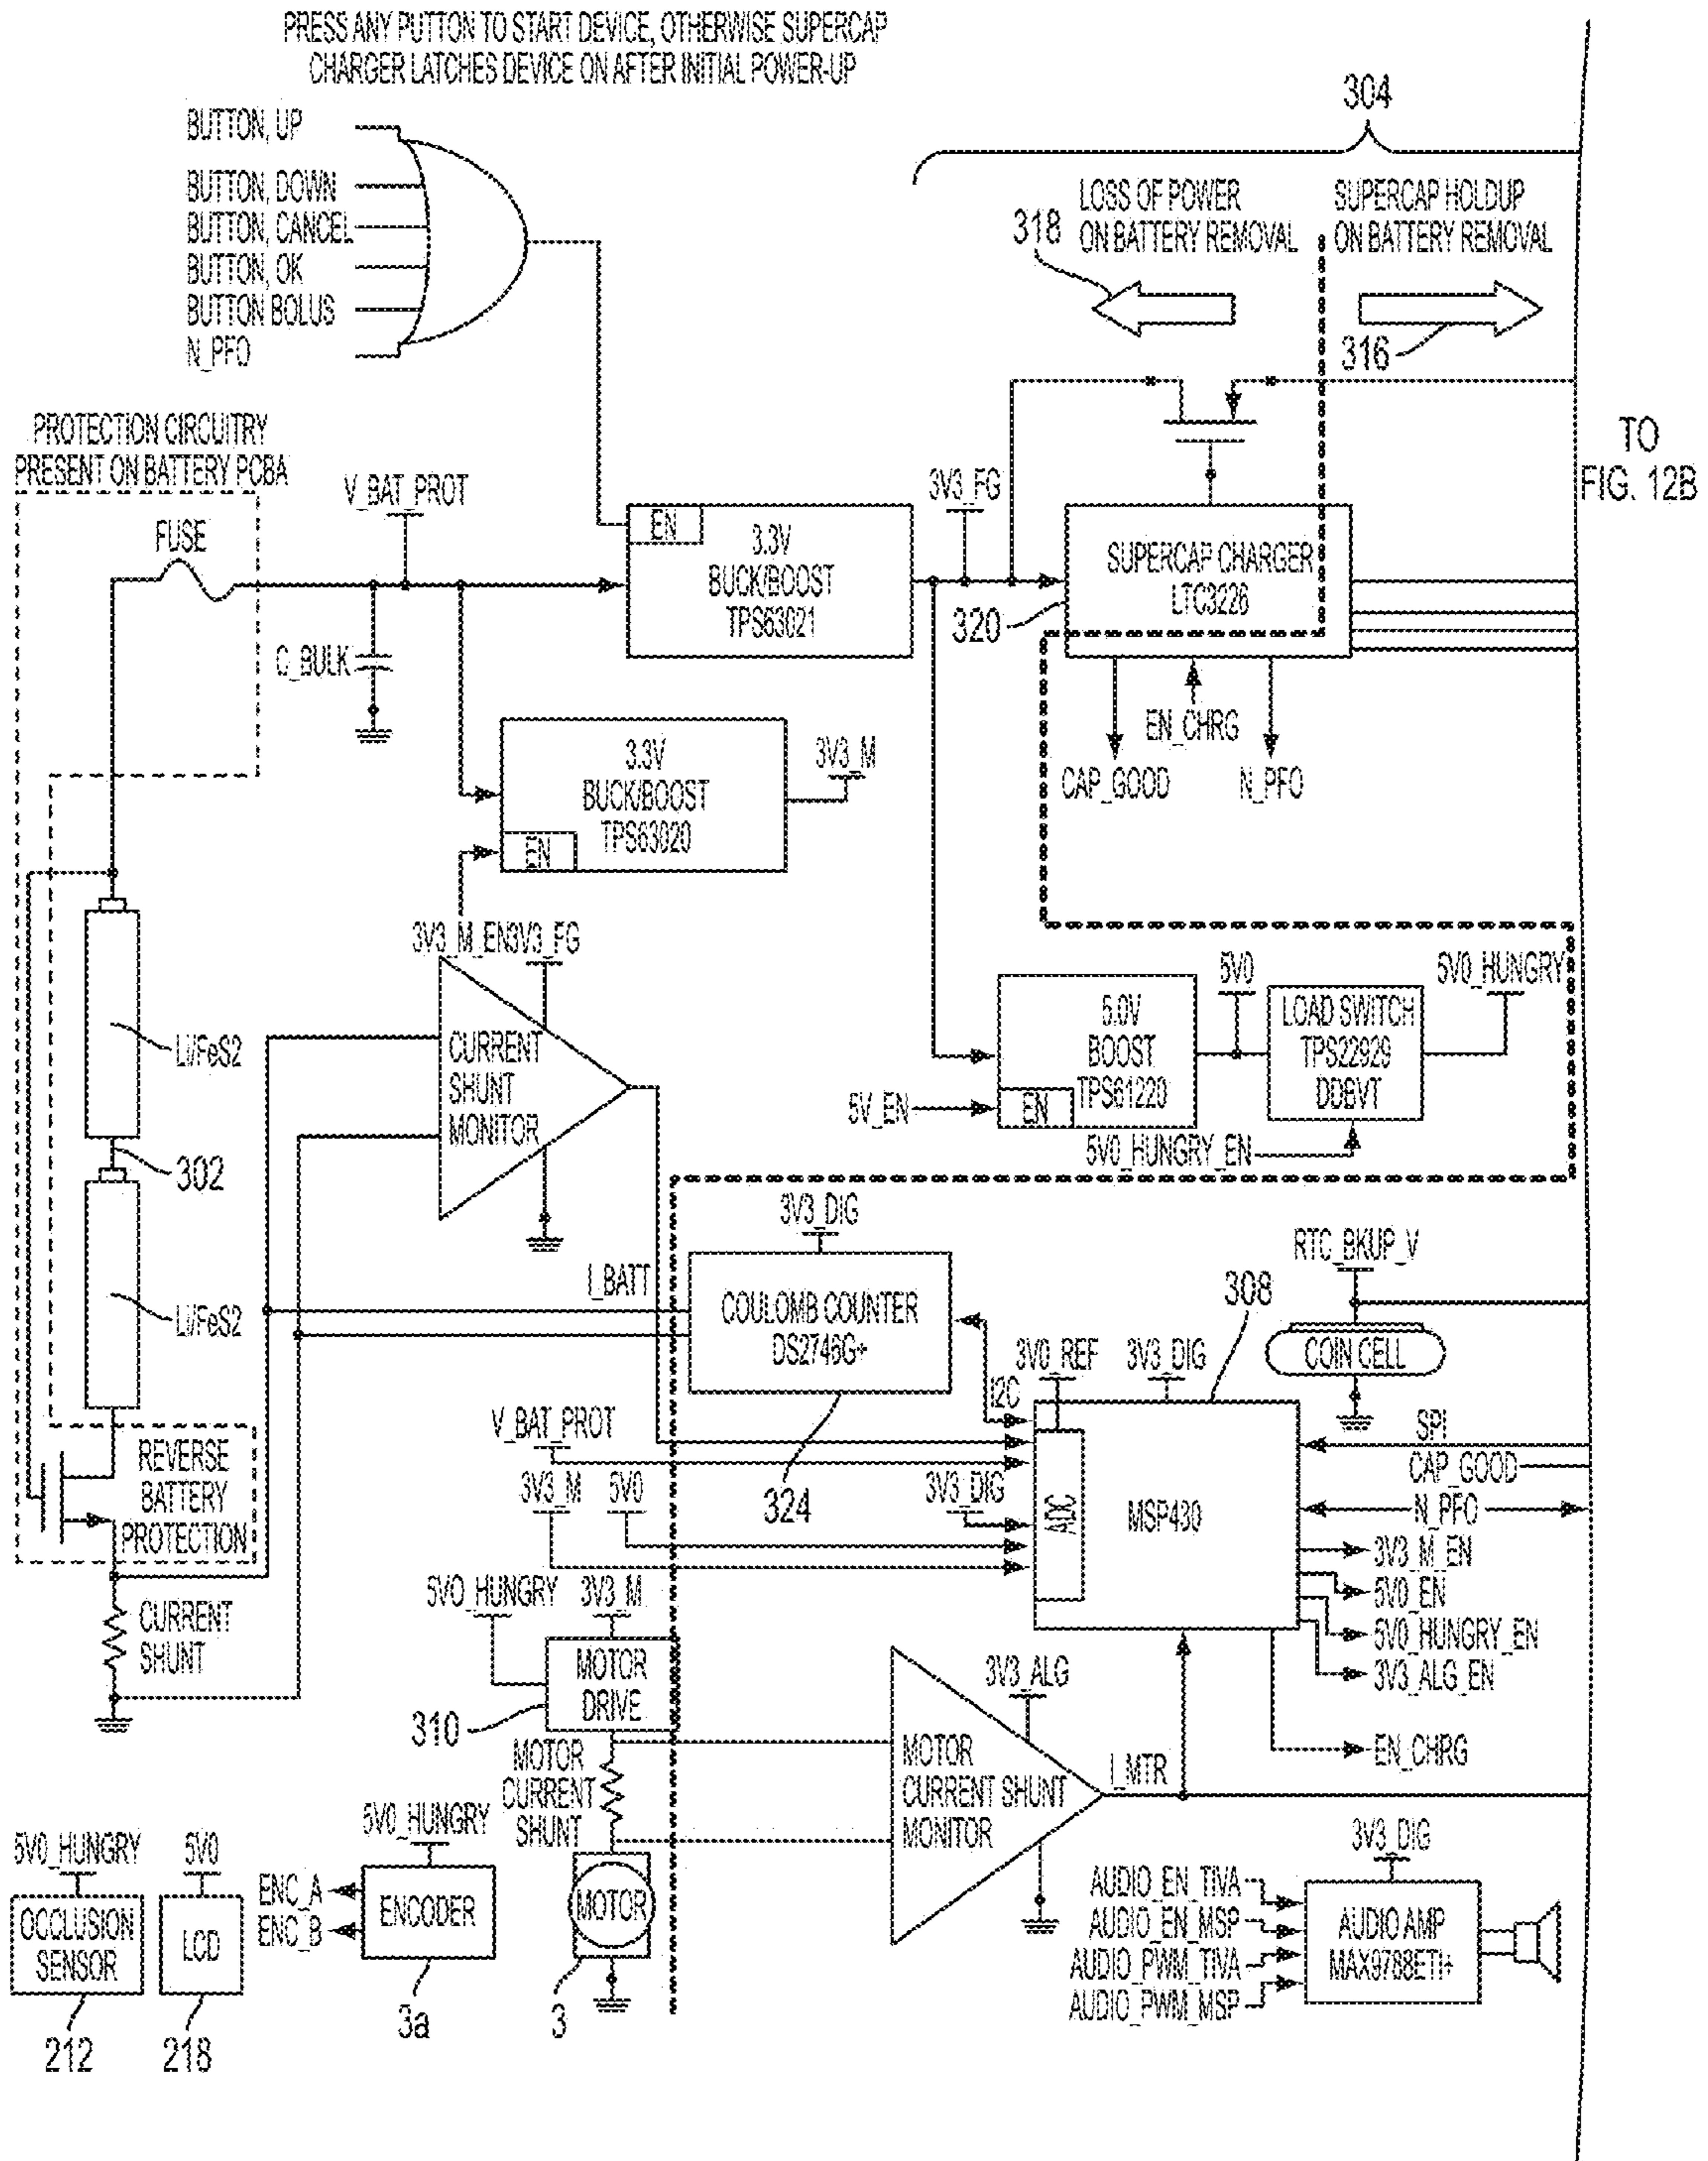 PRESS ANY PUTTON TO START DEVICE, OTHERWISE SUPERCAP
CHARGER LATCHES DEVICE ON AFTER INITIAL POWER-UP
BUTTON, UP
BUTTON, DOWN
BUTTON, CANCEL
BUTTON, OK
BUTTON BOLUS
N_PFO
304
318
LOSS OF POWER
ON BATTERY REMOVAL
SUPERCAP HOLDUP
ON BATTERY REMOVAL
316
TO
FIG. 12B
PROTECTION CIRCUITRY
PRESENT ON BATTERY PCBA
FUSE
V_BAT_PROT
C_BULK
EN
3.3V
BUCK/BOOST
TPS63021
3V3_FG
SUPERCAP CHARGER
LTC3226
320
EN_CHRG
CAP_GOOD
N_PFO
3.3V
BUCK/BOOST
TPS63020
EN
3V3_M
3V3_M_EN
3V3_FG
CURRENT
SHUNT
MONITOR
Li/FeS2
302
Li/FeS2
5.0V
BOOST
TPS61220
EN
5V_EN
5V0
LOAD SWITCH
TPS22929
DDBVT
5V0_HUNGRY
5V0_HUNGRY_EN
3V3_DIG
I_BATT
COULOMB COUNTER
DS2746G+
324
RTC_BKUP_V
COIN CELL
308
3V0_REF
3V3_DIG
I2C
V_BAT_PROT
3V3_M
5V0
3V3_DIG
ADC
MSP430
SPI
CAP_GOOD
N_PFO
3V3_M_EN
5V0_EN
5V0_HUNGRY_EN
3V3_ALG_EN
EN_CHRG
REVERSE
BATTERY
PROTECTION
CURRENT
SHUNT
5VO_HUNGRY
3V3_M
MOTOR
DRIVE
310
MOTOR
CURRENT
SHUNT
MOTOR
3
3V3_ALG
MOTOR
CURRENT SHUNT
MONITOR
I_MTR
5V0_HUNGRY
OCCLUSION
SENSOR
212
5V0
LCD
218
ENC_A
ENC_B
5V0_HUNGRY
ENCODER
3a
3V3_DIG
AUDIO_EN_TIVA
AUDIO_EN_MSP
AUDIO_PWM_TIVA
AUDIO_PWM_MSP
AUDIO AMP
MAX9788ETI+